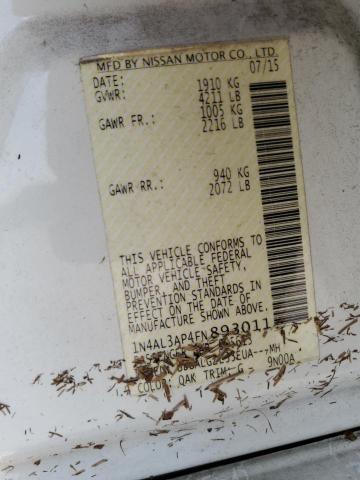 MFD BY NISSAN MOTOR CO., LTD.
DATE: 07/15
GVWR: 1910 KG
4211 LB
GAWR FR.: 1005 KG
2216 LB
GAWR RR.: 940 KG
2072 LB
THIS VEHICLE CONFORMS TO
ALL APPLICABLE FEDERAL
MOTOR VEHICLE SAFETY,
BUMPER, AND THEFT
PREVENTION STANDARDS IN
EFFECT ON THE DATE OF
MANUFACTURE SHOWN ABOVE.
1N4AL3AP4FN893011
PASSENGER CAR
COLOR: QAK TRIM: G 9N00A